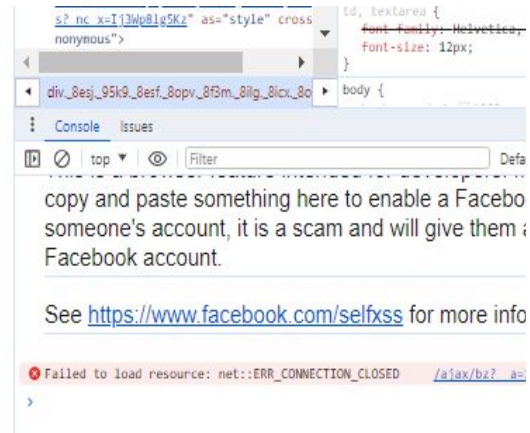 s?_nc_x=Ij3Wp8lg5Kz" as="style" cross
nonymous">
td, textarea {
font-family: Helvetica,
font-size: 12px;
}
div._8esj._95k9._8esf._8opv._8f3m._8ilg._8icx._8o
body {
Console Issues
top Filter Defa
copy and paste something here to enable a Facebo
someone's account, it is a scam and will give them a
Facebook account.
See https://www.facebook.com/selfxss for more info
Failed to load resource: net::ERR_CONNECTION_CLOSED /ajax/bz?__a=